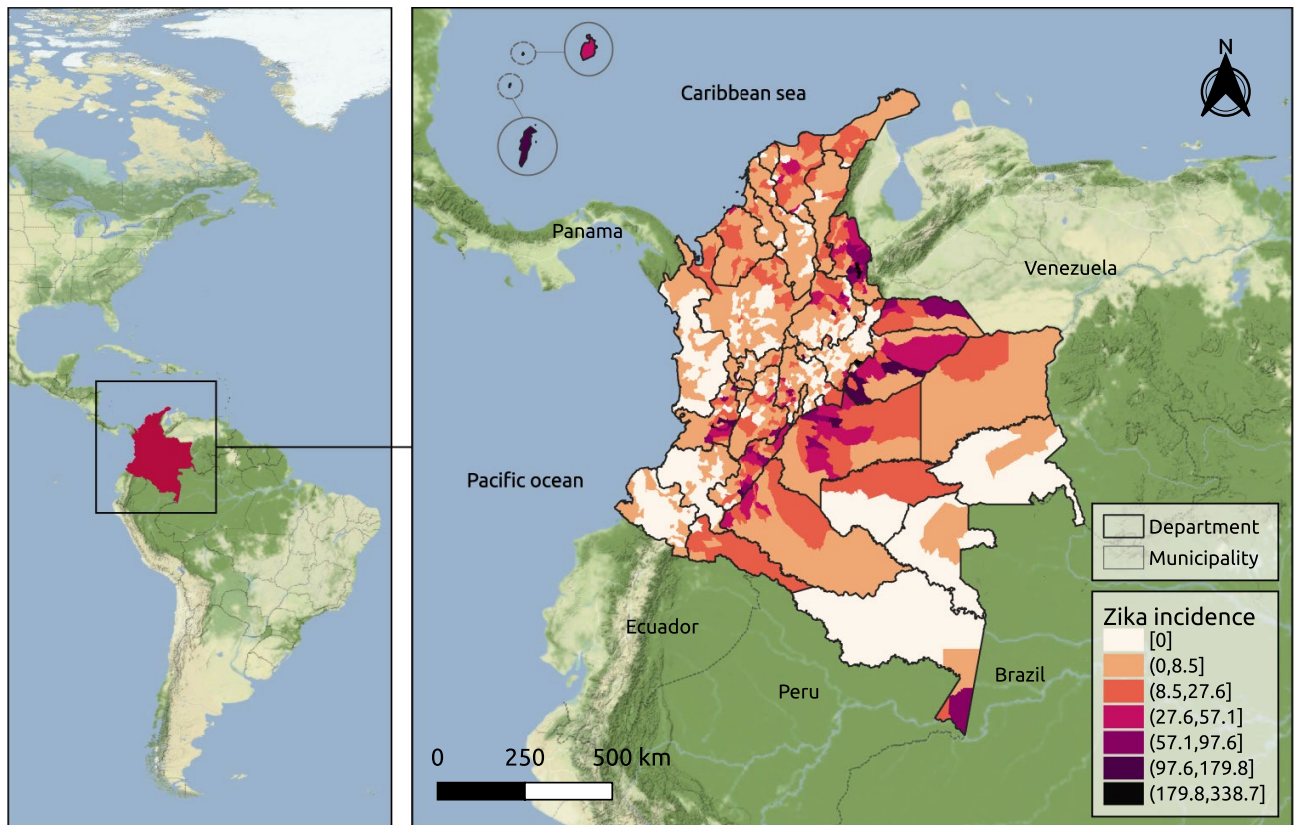 N
Caribbean sea
Panama
Venezuela
Pacific ocean
Department
Municipality
Ecuador
Peru
Brazil
Zika incidence
[0]
(0,8.5]
(8.5,27.6]
(27.6,57.1]
(57.1,97.6]
(97.6,179.8]
(179.8,338.7]
0 250 500 km